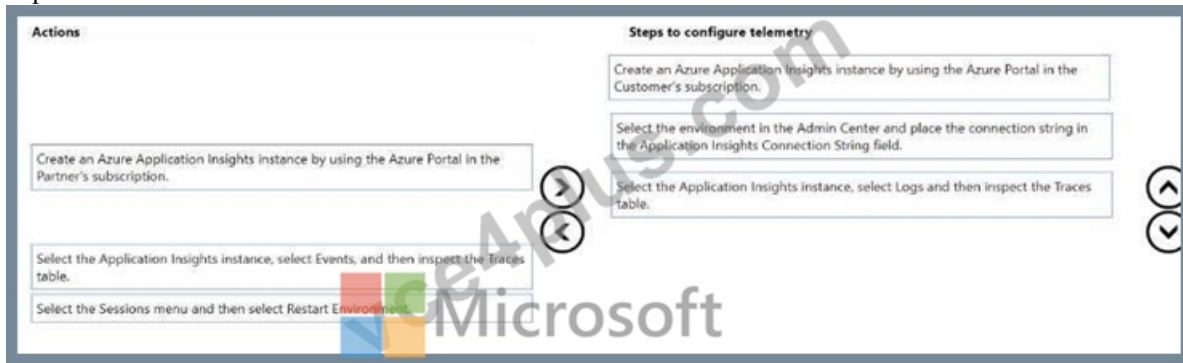 Actions
Steps to configure telemetry
Create an Azure Application Insights instance by using the Azure Portal in the
Customer's subscription.
Select the environment in the Admin Center and place the connection string in
the Application Insights Connection String field.
Select the Application Insights instance, select Logs and then inspect the Traces
table.
Create an Azure Application Insights instance by using the Azure Portal in the
Partner's subscription.
Select the Application Insights instance, select Events, and then inspect the Traces
table.
Select the Sessions menu and then select Restart Environment.
vce4plus.com
Microsoft